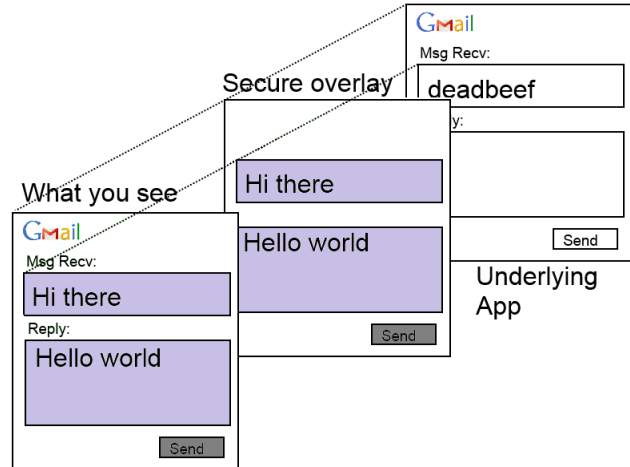 GMail
Msg Recv:
deadbeef
y:
Send
Underlying
App
Secure overlay
Hi there
Hello world
Send
What you see
GMail
Msg Recv:
Hi there
Reply:
Hello world
Send